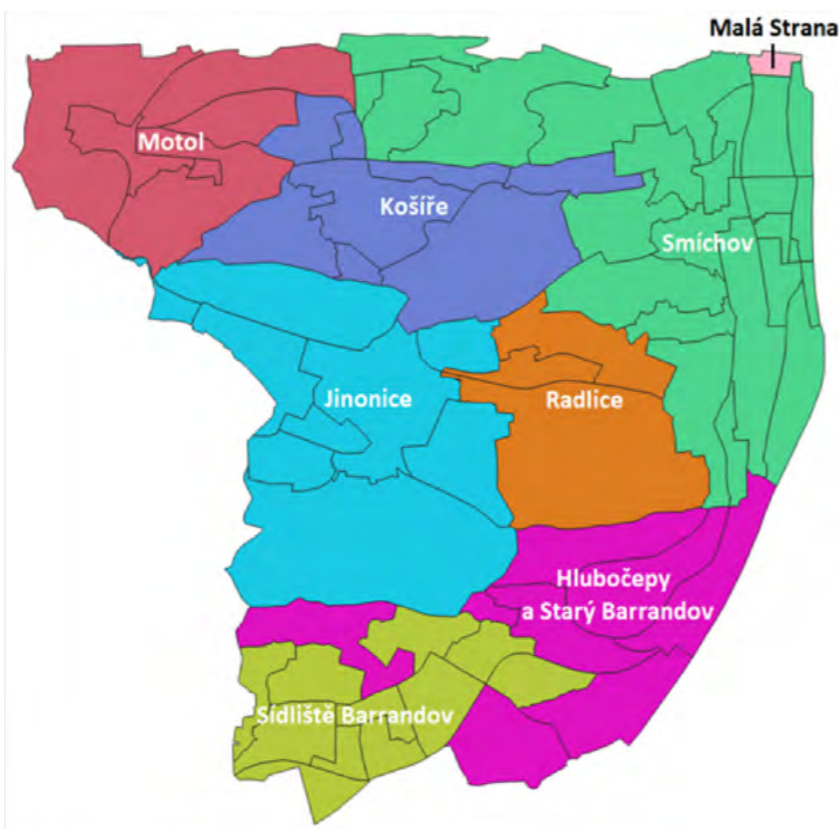 Malá Strana
Motol
Košíře
Smíchov
Jinonice
Radlice
Hlubočepy
a Starý Barrandov
Sídliště Barrandov